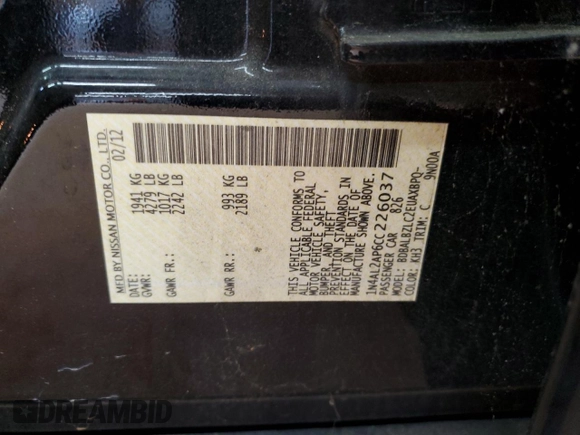 MFD BY NISSAN MOTOR CO., LTD.
DATE: 02/12
GVWR: 1941 KG
4279 LB
GAWR FR: 1017 KG
2242 LB
GAWR RR: 993 KG
2189 LB
THIS VEHICLE CONFORMS TO
ALL APPLICABLE FEDERAL
MOTOR VEHICLE SAFETY,
BUMPER, AND THEFT
PREVENTION STANDARDS IN
EFFECT ON THE DATE OF
MANUFACTURE SHOWN ABOVE.
1N4AL2AP6CC226037
PASSENGER CAR 826
MODEL: BDBALBZLC2EUAXBPQ-
COLOR: KH3 TRIM: C 9N00A
DREAMBID